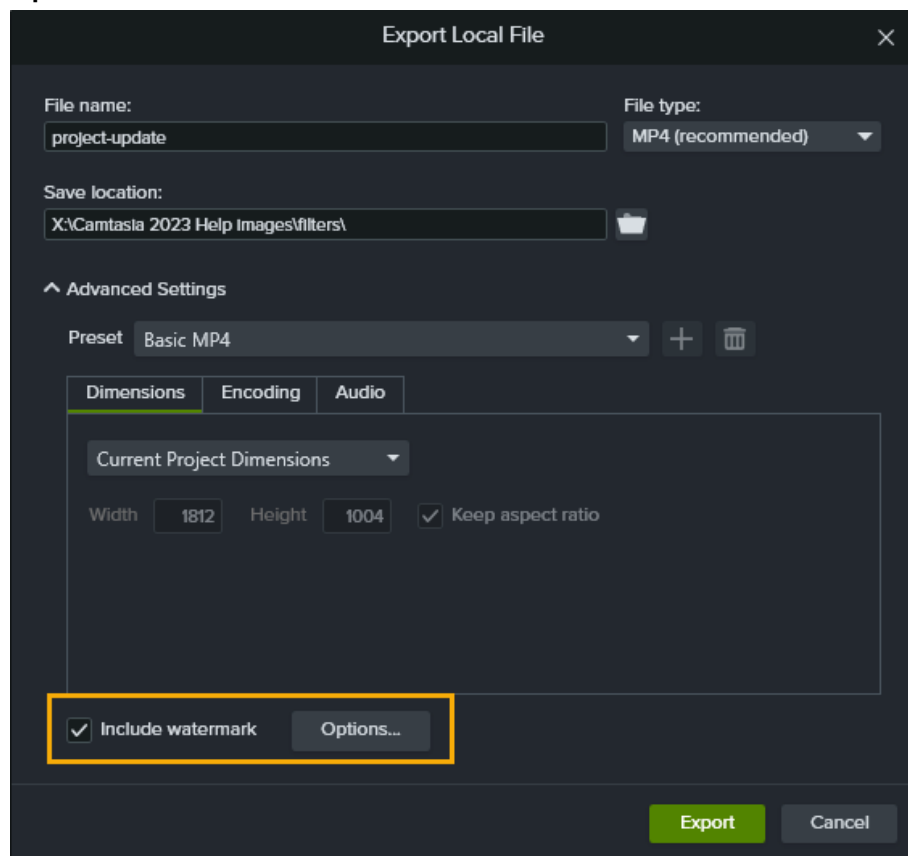 Export Local File
File name:
File type:
project-update
MP4 (recommended)
Save location:
X:\Camtasia 2023 Help Images\filters\
Advanced Settings
Preset Basic MP4
Dimensions Encoding Audio
Current Project Dimensions
Width 1812 Height 1004 Keep aspect ratio
Include watermark Options...
Export Cancel